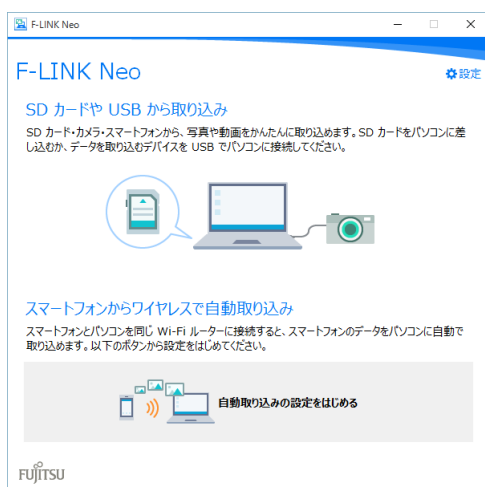 F-LINK Neo
F-LINK Neo
設定
SD カードや USB から取り込み
SD カード・カメラ・スマートフォンから、写真や動画をかんたんに取り込めます。SD カードをパソコンに差
し込むか、データを取り込むデバイスを USB でパソコンに接続してください。
スマートフォンからワイヤレスで自動取り込み
スマートフォンとパソコンを同じ Wi-Fi ルーターに接続すると、スマートフォンのデータをパソコンに自動で
取り込めます。以下のボタンから設定をはじめてください。
自動取り込みの設定をはじめる
FUJITSU